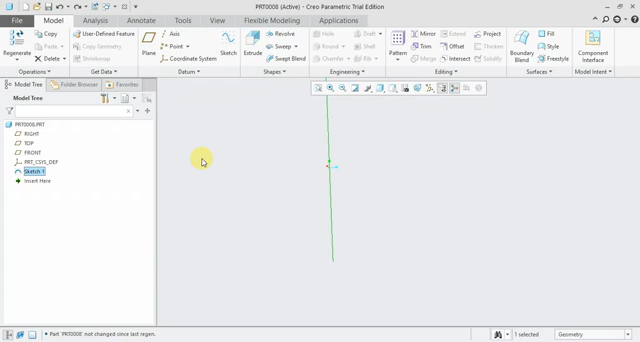 PRT0008 (Active) - Creo Parametric Trial Edition
File Model Analysis Annotate Tools View Flexible Modeling Applications
Regenerate Copy Paste Delete
User-Defined Feature Copy Geometry Shrinkwrap
Plane Axis Point Coordinate System Sketch
Extrude Revolve Sweep Swept Blend
Hole Round Chamfer Draft Shell Rib
Pattern Mirror Trim Merge Extend Offset Intersect Project Thicken Solidify
Boundary Blend Fill Style Freestyle
Component Interface
Operations Get Data Datum Shapes Engineering Editing Surfaces Model Intent
Model Tree Folder Browser Favorites
Model Tree
PRT0008.PRT
RIGHT
TOP
FRONT
PRT_CSYS_DEF
Sketch 1
Insert Here
• Part 'PRT0008' not changed since last regen.
1 selected Geometry